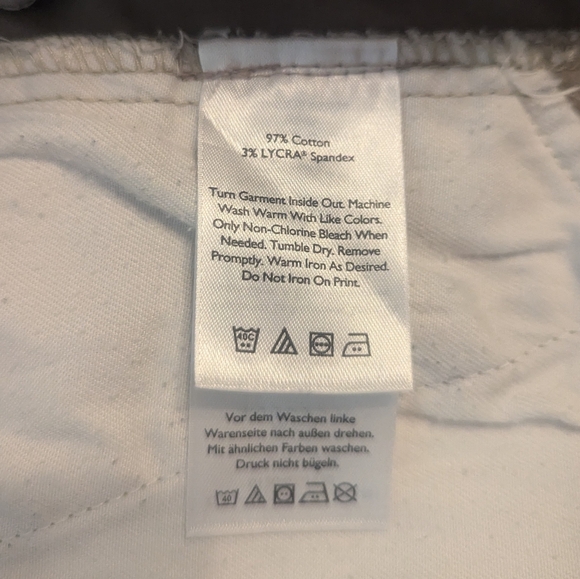 97% Cotton
3% LYCRA® Spandex
Turn Garment Inside Out. Machine
Wash Warm With Like Colors.
Only Non-Chlorine Bleach When
Needed. Tumble Dry. Remove
Promptly. Warm Iron As Desired.
Do Not Iron On Print.
40C
Vor dem Waschen linke
Warenseite nach außen drehen.
Mit ähnlichen Farben waschen.
Druck nicht bügeln.
40